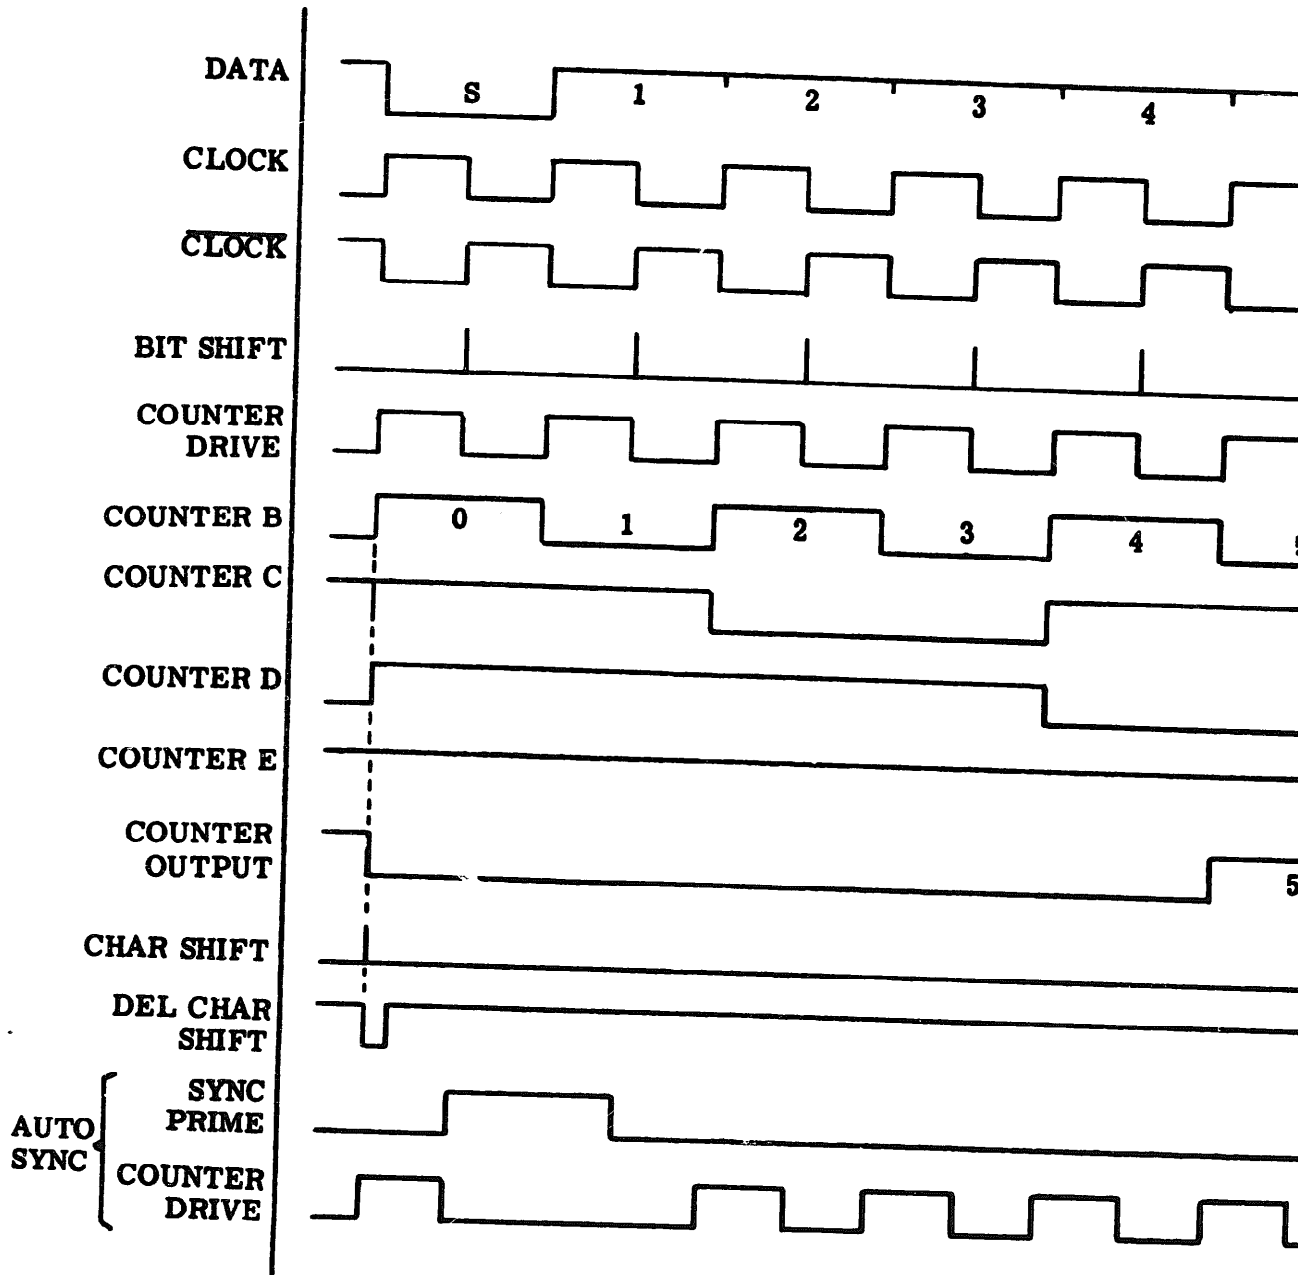 DATA
S 1 2 3 4
CLOCK
CLOCK
BIT SHIFT
COUNTER
DRIVE
COUNTER B
0 1 2 3 4
COUNTER C
COUNTER D
COUNTER E
COUNTER
OUTPUT
5
CHAR SHIFT
DEL CHAR
SHIFT
AUTO
SYNC
SYNC
PRIME
COUNTER
DRIVE